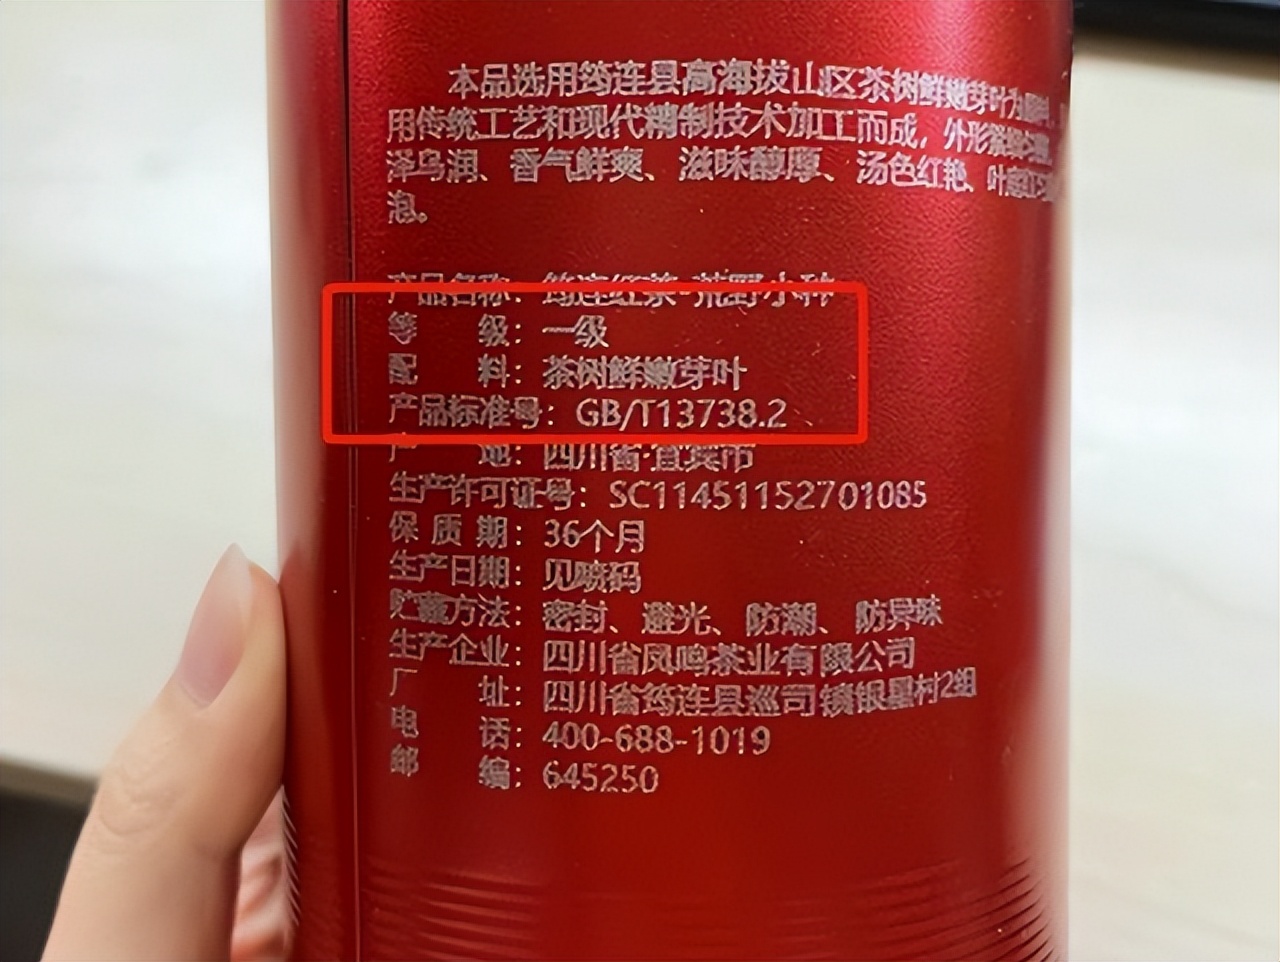 本品选用筠连县高海拔山区茶树鲜嫩芽叶为原料，
用传统工艺和现代精制技术加工而成，外形紧细
泽乌润、香气鲜爽、滋味醇厚、汤色红艳、叶底红
泡。
产品名称：筠连红茶·荒野小种
等 级：一级
配 料：茶树鲜嫩芽叶
产品标准号：GB/T13738.2
产 地：四川省·宜宾市
生产许可证号：SC11451152701085
保质期：36个月
生产日期：见喷码
贮藏方法：密封、避光、防潮、防异味
生产企业：四川省凤鸣茶业有限公司
厂 址：四川省筠连县巡司镇银星村2组
电 话：400-688-1019
邮 编：645250